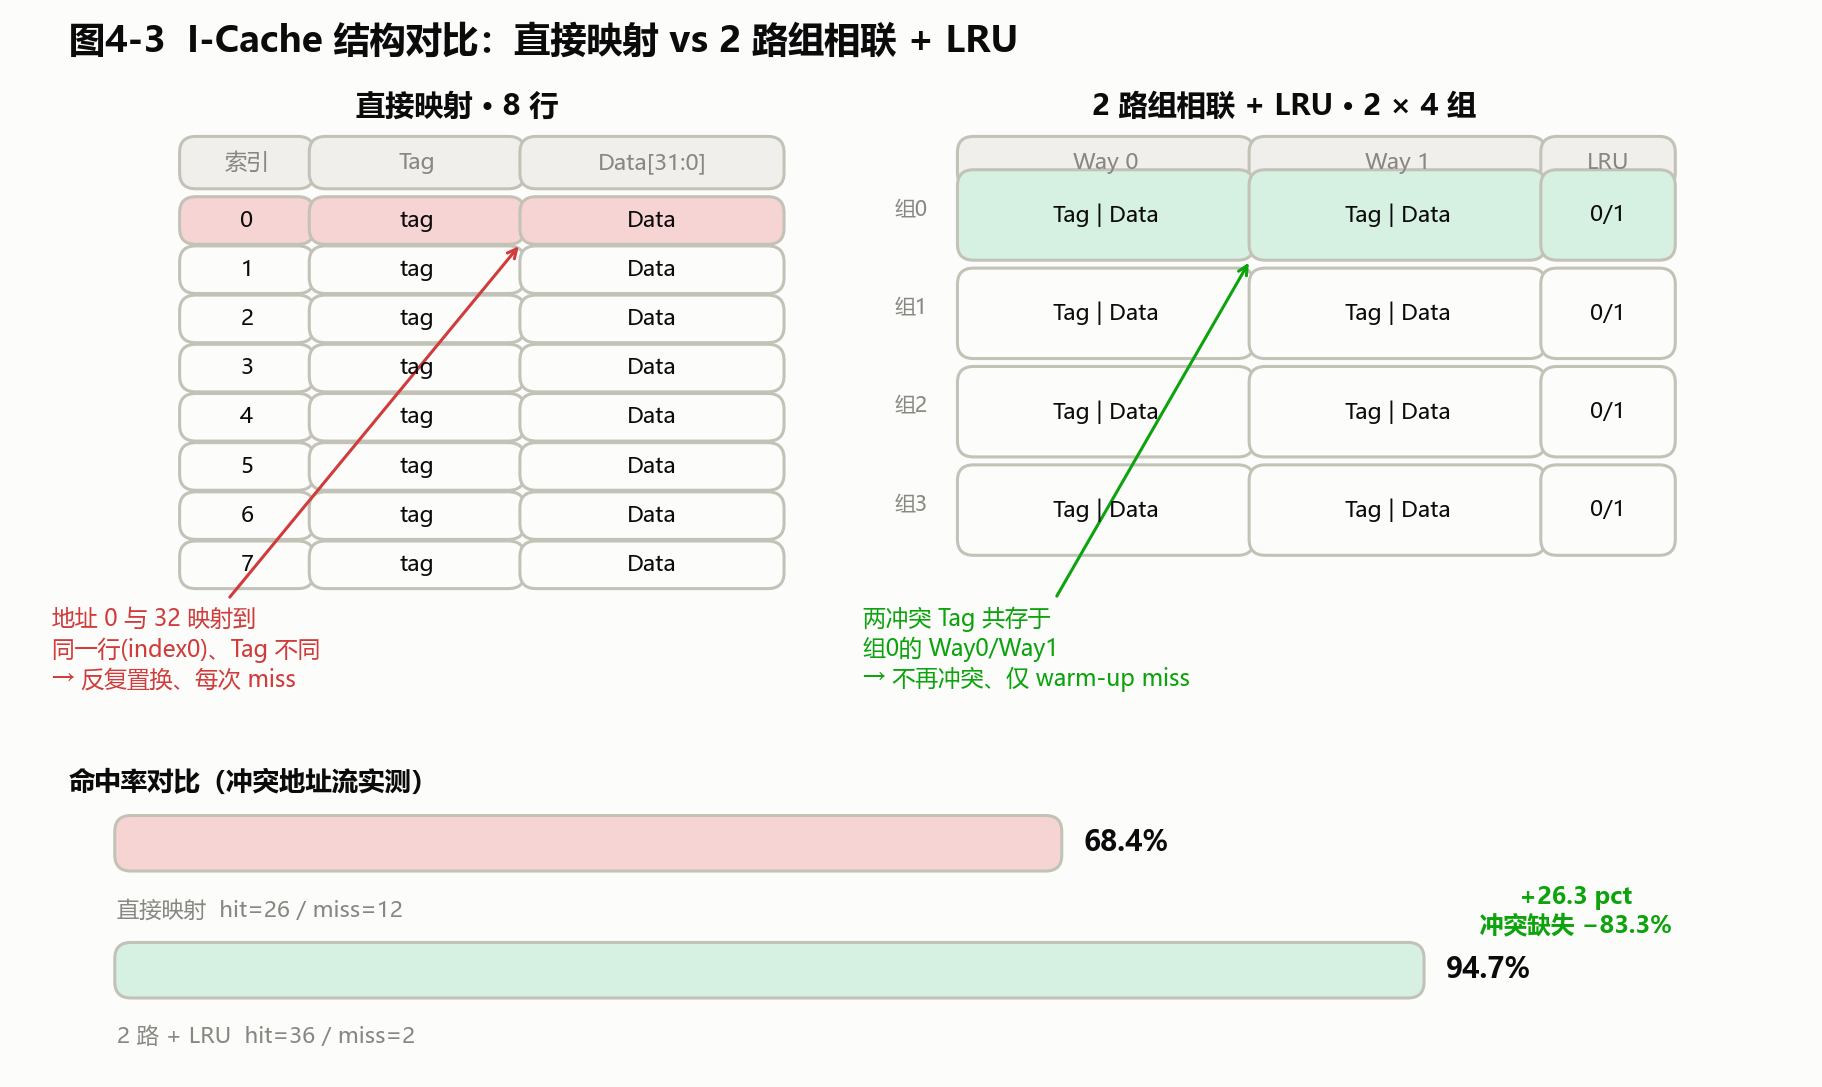 图4-3 I-Cache 结构对比：直接映射 vs 2 路组相联 + LRU
直接映射 • 8 行
索引 Tag Data[31:0]
0 tag Data
1 tag Data
2 tag Data
3 tag Data
4 tag Data
5 tag Data
6 tag Data
7 tag Data
地址 0 与 32 映射到
同一行(index0)、Tag 不同
→ 反复置换、每次 miss
2 路组相联 + LRU • 2 × 4 组
Way 0 Way 1 LRU
组0 Tag | Data Tag | Data 0/1
组1 Tag | Data Tag | Data 0/1
组2 Tag | Data Tag | Data 0/1
组3 Tag | Data Tag | Data 0/1
两冲突 Tag 共存于
组0的 Way0/Way1
→ 不再冲突、仅 warm-up miss
命中率对比（冲突地址流实测）
68.4%
直接映射 hit=26 / miss=12
+26.3 pct
冲突缺失 −83.3%
94.7%
2 路 + LRU hit=36 / miss=2